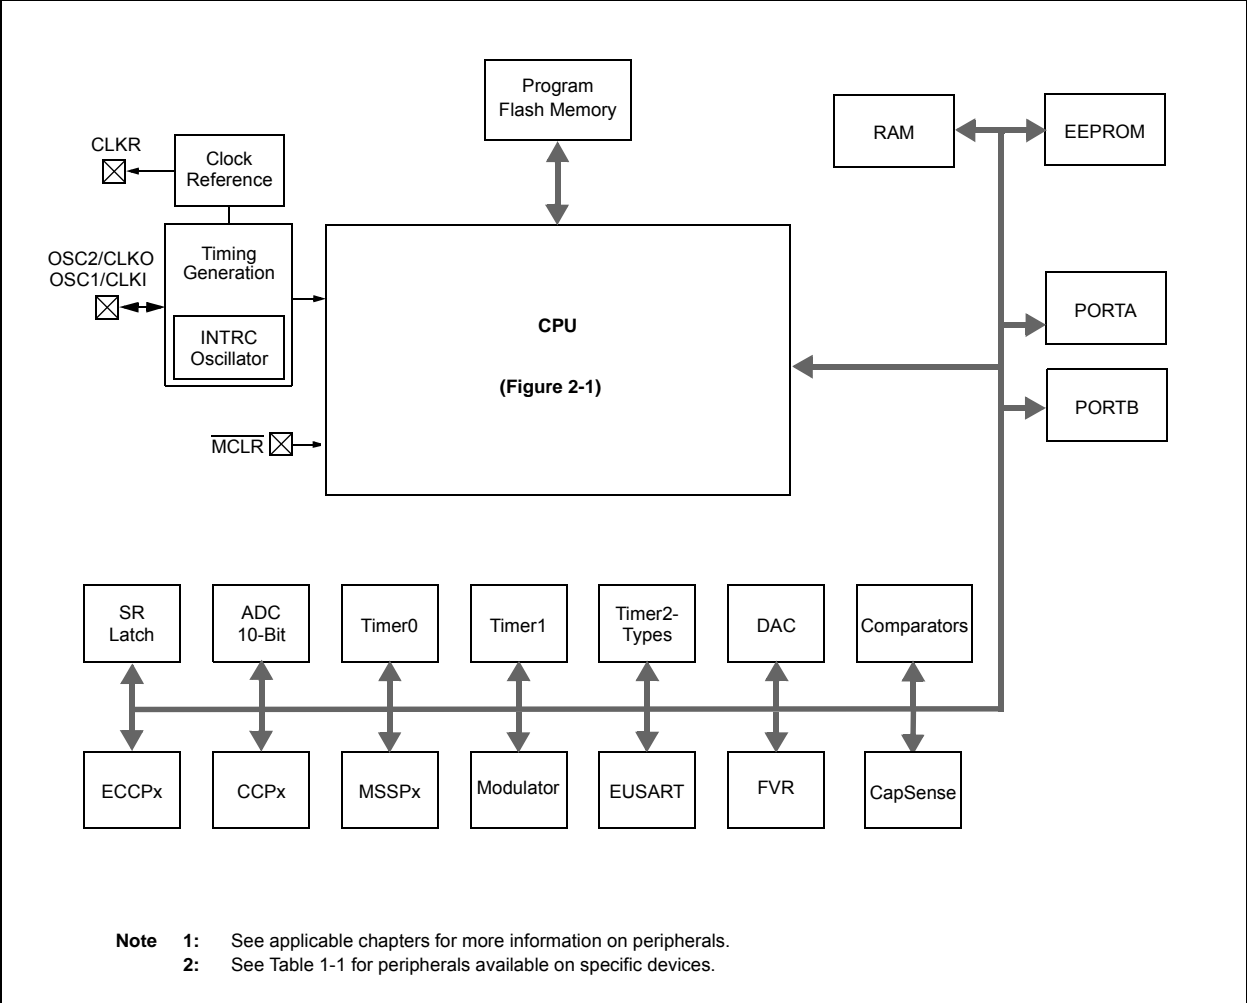 Program
Flash Memory
RAM
EEPROM
CLKR
Clock
Reference
OSC2/CLKO
OSC1/CLKI
Timing
Generation
INTRC
Oscillator
MCLR
CPU
(Figure 2-1)
PORTA
PORTB
SR
Latch
ADC
10-Bit
Timer0
Timer1
Timer2-
Types
DAC
Comparators
ECCPx
CCPx
MSSPx
Modulator
EUSART
FVR
CapSense
Note 1: See applicable chapters for more information on peripherals.
2: See Table 1-1 for peripherals available on specific devices.